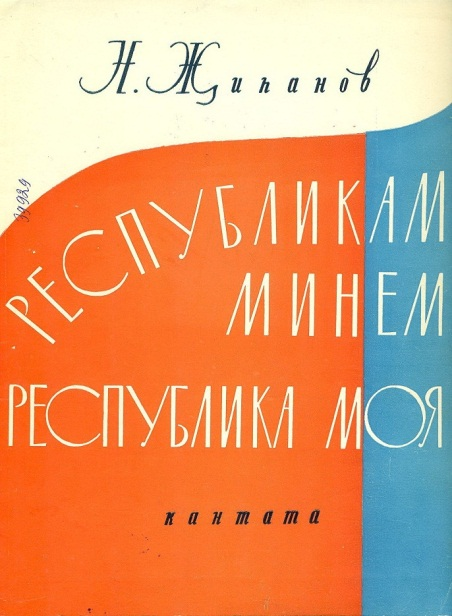 Н. Җиһанов
РЕСПУБЛИКАМ
МИНЕМ
РЕСПУБЛИКА МОЯ
кантата